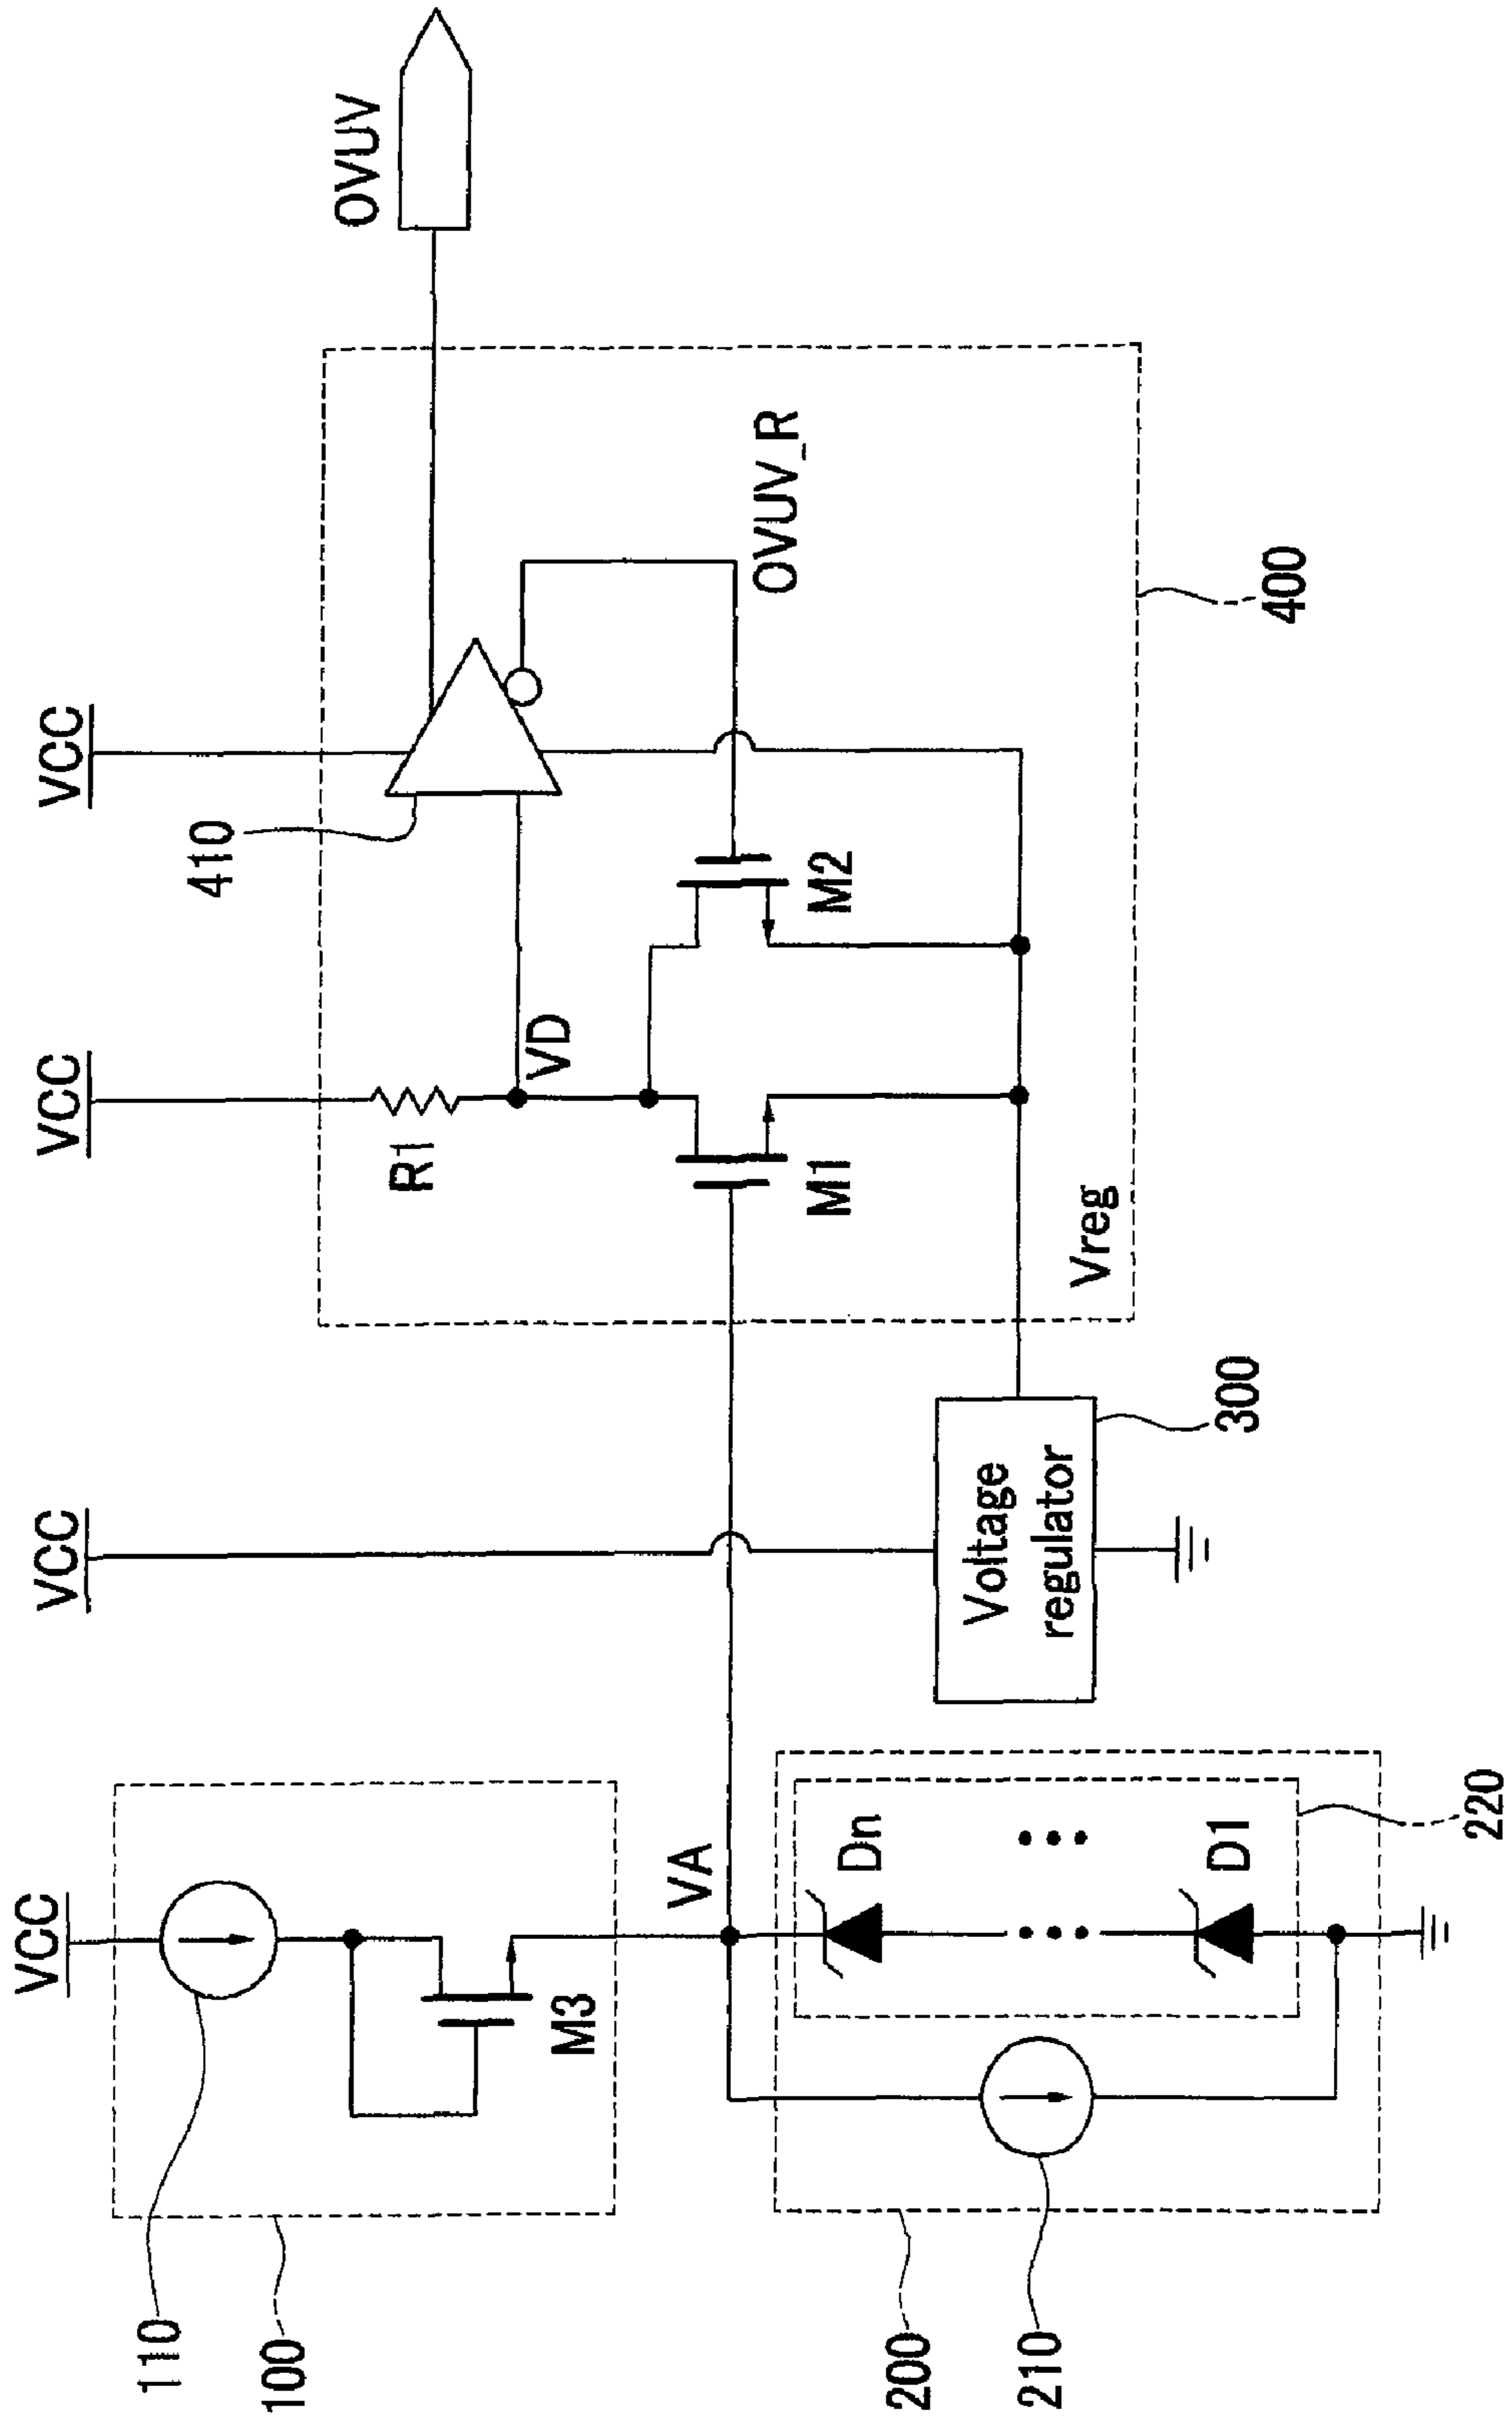 VCC
VCC
VCC
VCC
110
100
M3
VA
200
210
Dn
D1
220
Voltage
regulator
300
R1
VD
410
M1
M2
Vreg
OVUV_R
400
OVUV